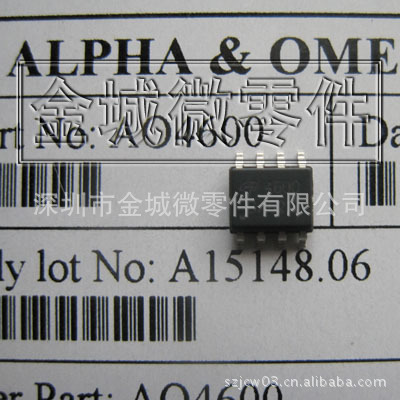 ALPHA & OME
金城微零件
rt No: AO4600
Da
深圳市金城微零件有限公司
ly lot No: A15148.06
er Part: AO4600
szjcw03.cn.alibaba.com